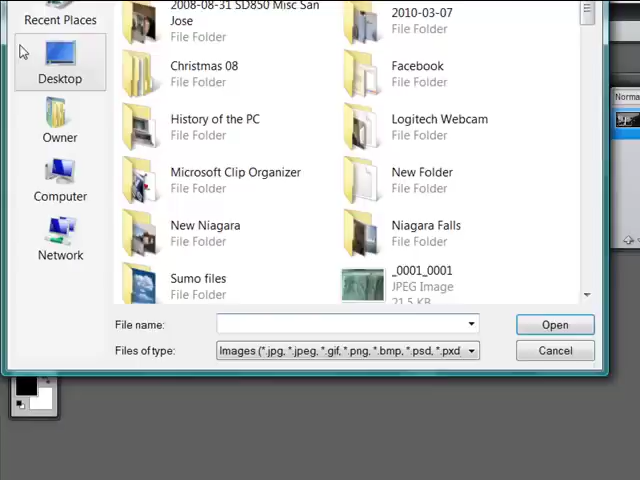 Recent Places
Desktop
Owner
Computer
Network
2008-08-31 SD850 Misc San
Jose
File Folder
2010-03-07
File Folder
Christmas 08
File Folder
Facebook
File Folder
History of the PC
File Folder
Logitech Webcam
File Folder
Microsoft Clip Organizer
File Folder
New Folder
File Folder
New Niagara
File Folder
Niagara Falls
File Folder
Sumo files
File Folder
_0001_0001
JPEG Image
21.5 KB
File name:
Open
Files of type:
Images (*.jpg, *.jpeg, *.gif, *.png, *.bmp, *.psd, *.pxd
Cancel
Norma